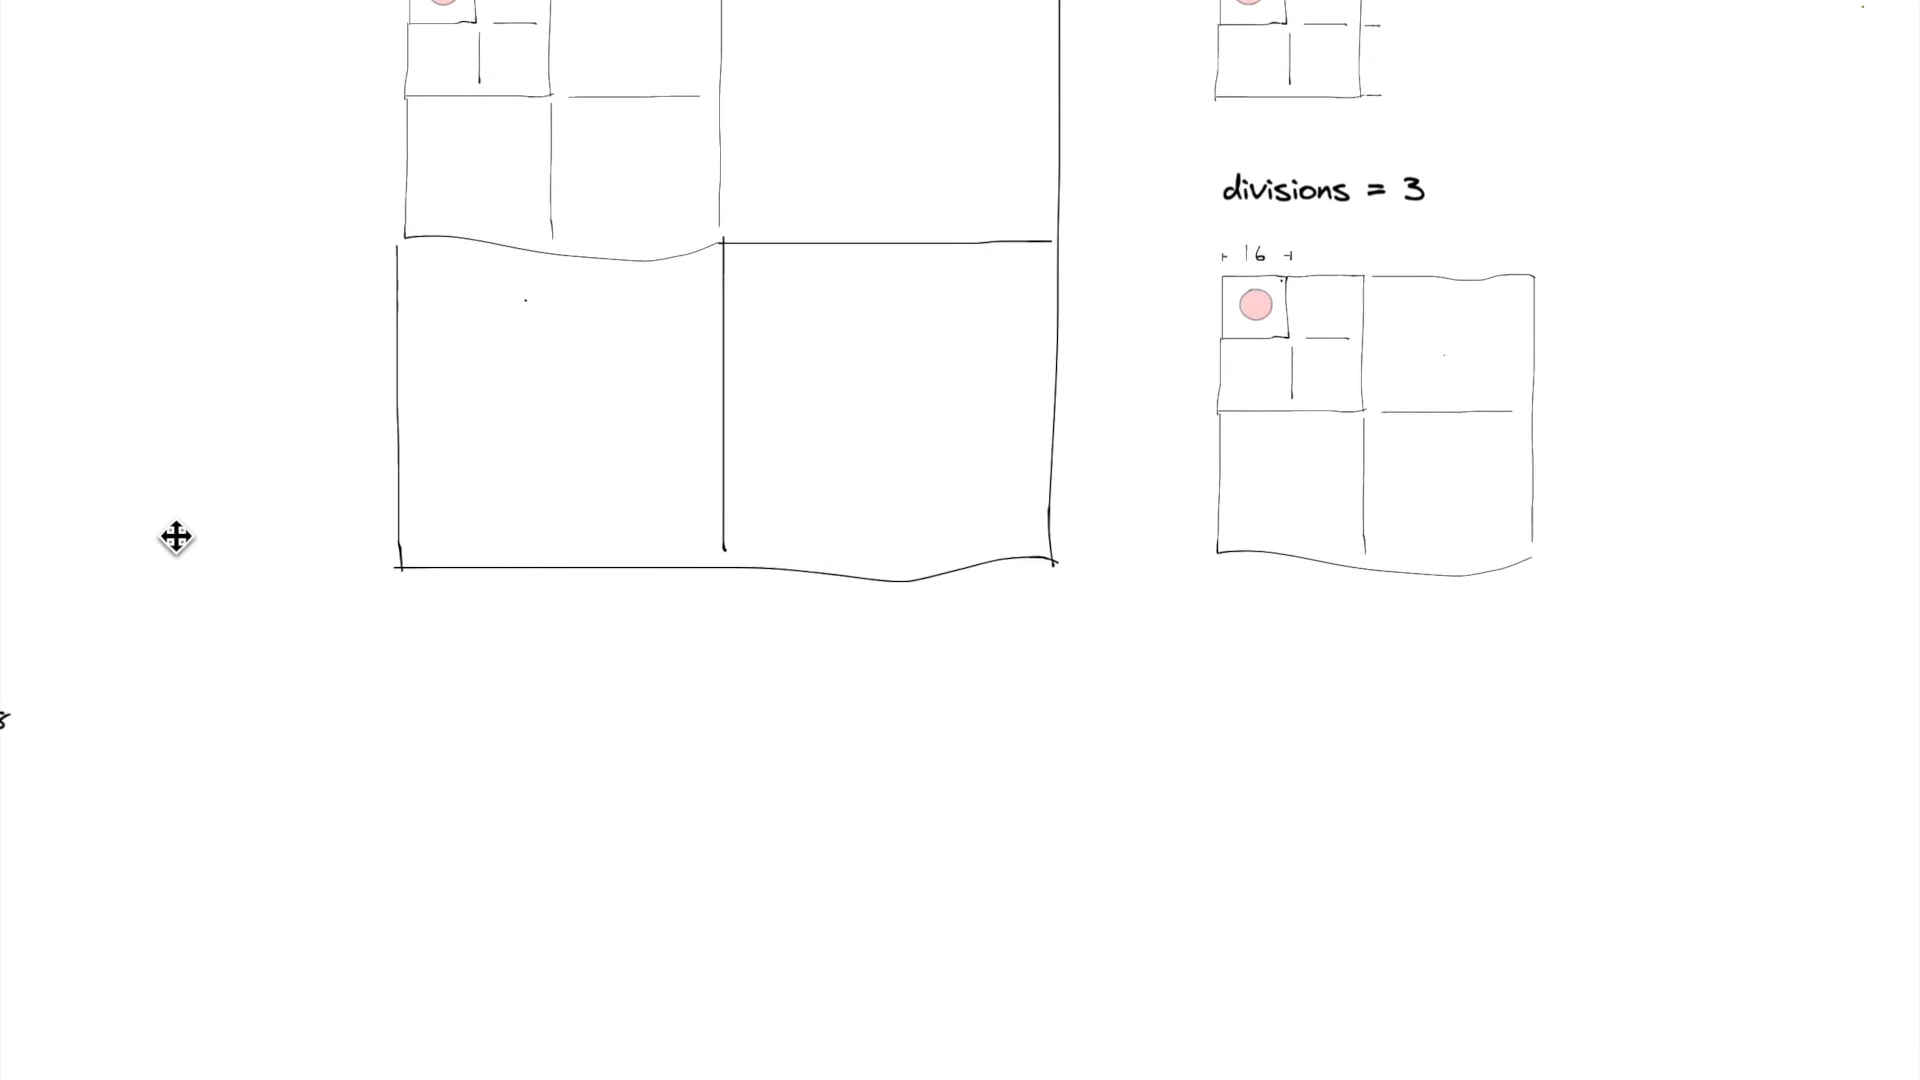 divisions = 3
16